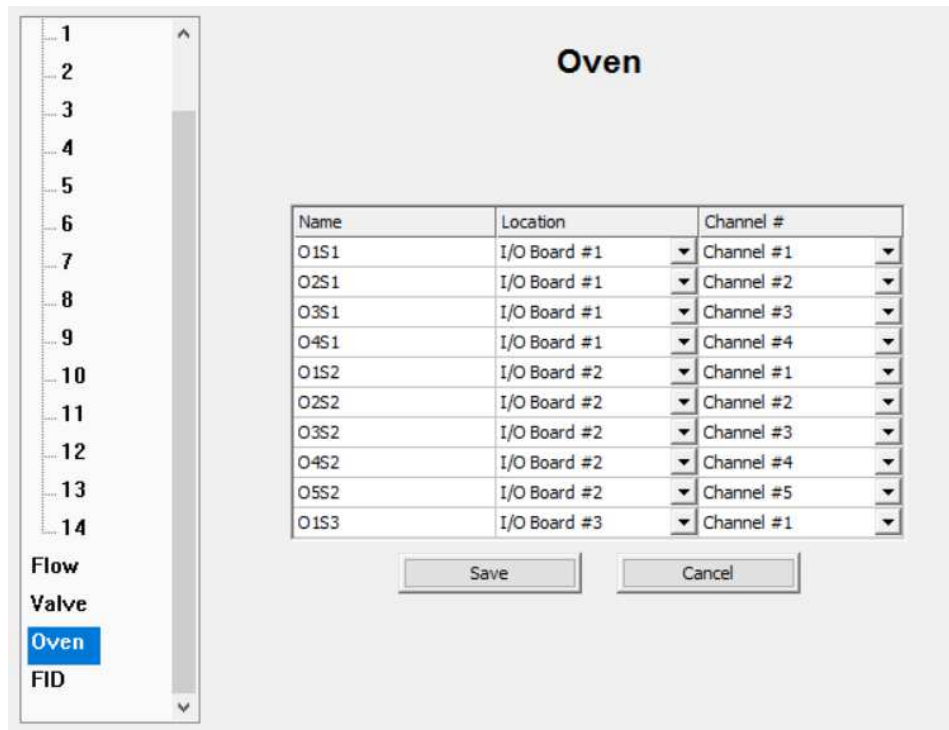 1
2
3
4
5
6
7
8
9
10
11
12
13
14
Flow
Valve
Oven
FID
Oven
Name Location Channel #
O1S1 I/O Board #1 Channel #1
O2S1 I/O Board #1 Channel #2
O3S1 I/O Board #1 Channel #3
O4S1 I/O Board #1 Channel #4
O1S2 I/O Board #2 Channel #1
O2S2 I/O Board #2 Channel #2
O3S2 I/O Board #2 Channel #3
O4S2 I/O Board #2 Channel #4
O5S2 I/O Board #2 Channel #5
O1S3 I/O Board #3 Channel #1
Save Cancel